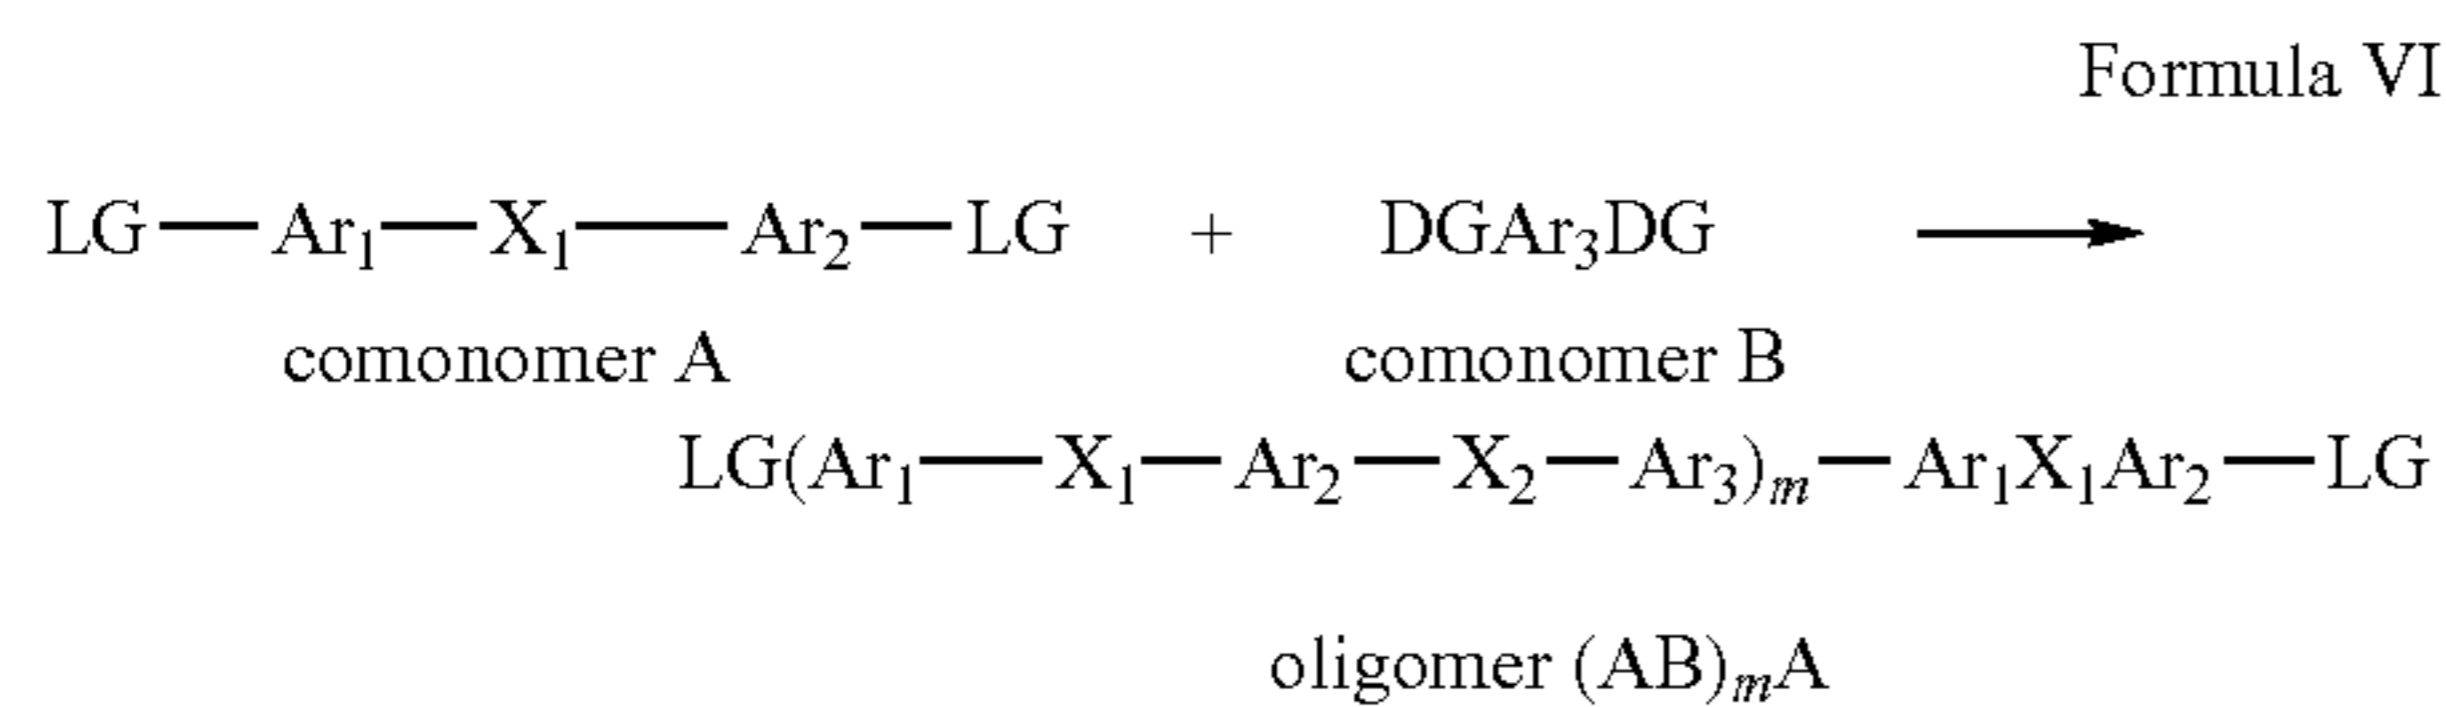 Formula VI
LG—Ar₁—X₁—Ar₂—LG + DGAr₃DG ⟶
comonomer A comonomer B
LG(Ar₁—X₁—Ar₂—X₂—Ar₃)ₘ—Ar₁X₁Ar₂—LG
oligomer (AB)ₘA